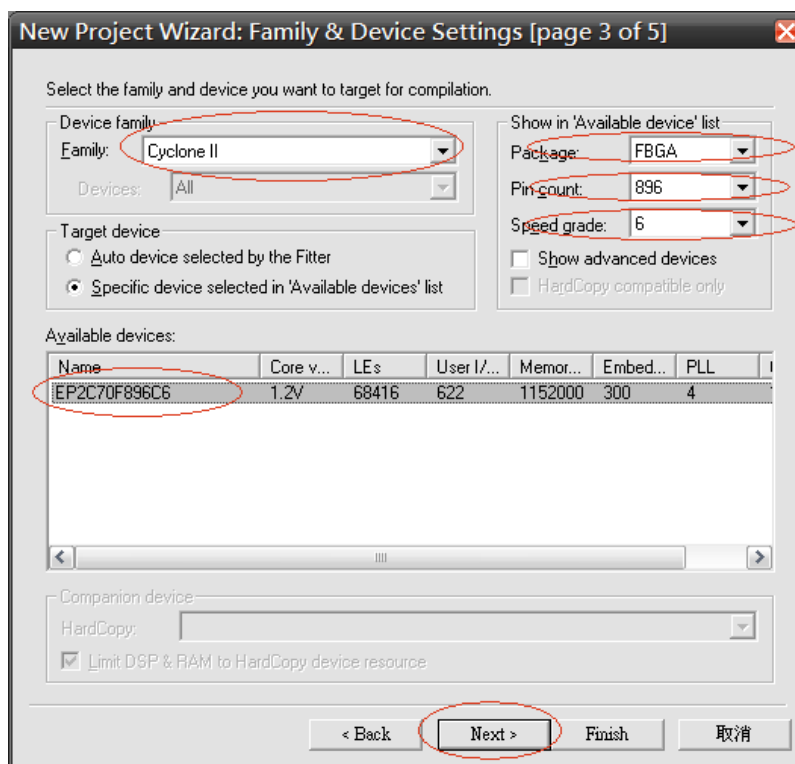 New Project Wizard: Family & Device Settings [page 3 of 5]
Select the family and device you want to target for compilation.
Device family
Family: Cyclone II
Devices: All
Target device
Auto device selected by the Fitter
Specific device selected in 'Available devices' list
Show in 'Available device' list
Package: FBGA
Pin count: 896
Speed grade: 6
Show advanced devices
HardCopy compatible only
Available devices:
Name Core v... LEs User I/... Memor... Embed... PLL
EP2C70F896C6 1.2V 68416 622 1152000 300 4
Companion device
HardCopy:
Limit DSP & RAM to HardCopy device resource
< Back Next > Finish 取消